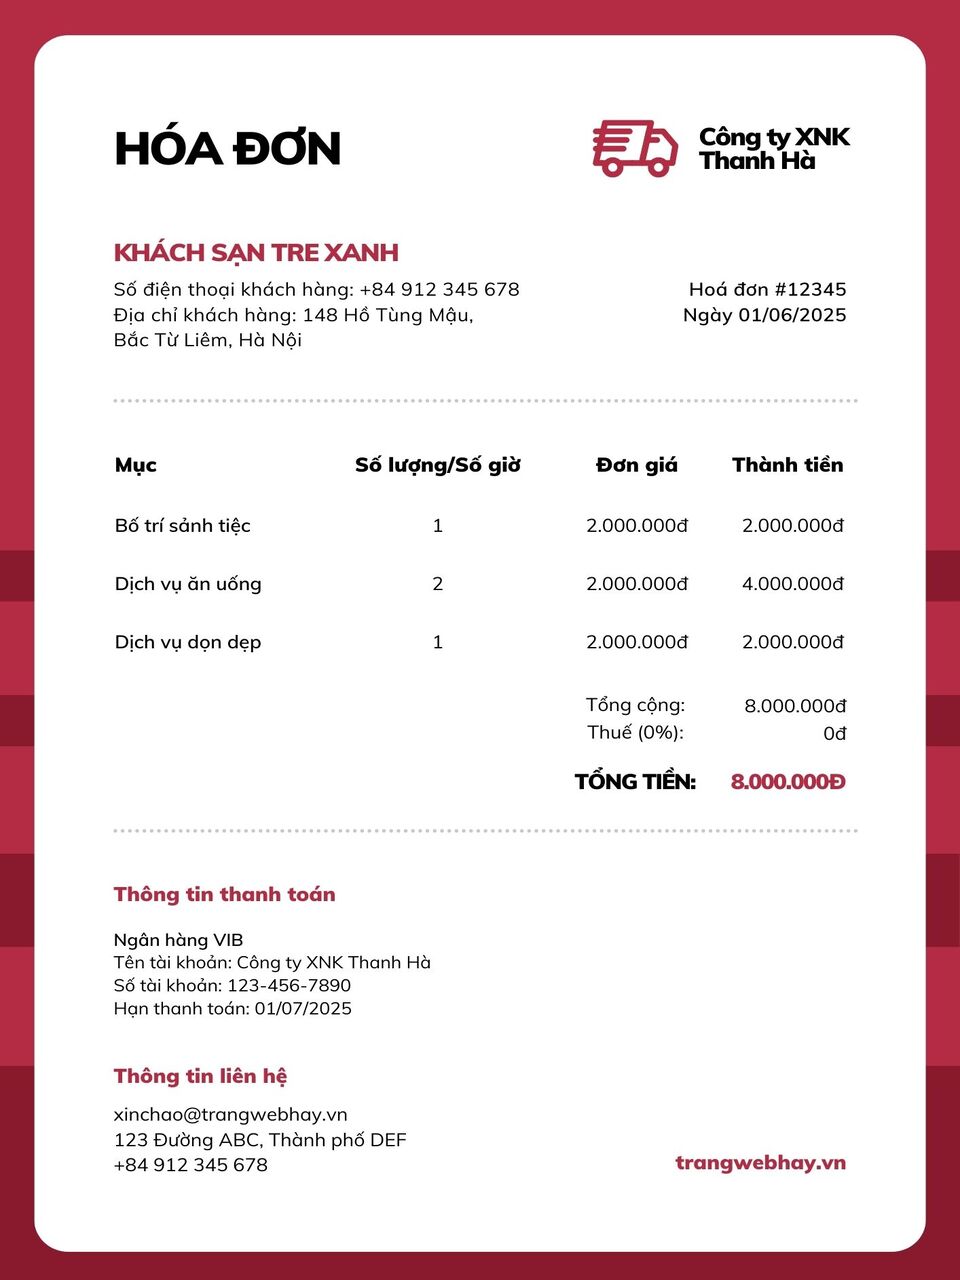 HÓA ĐƠN
Công ty XNK
Thanh Hà
KHÁCH SẠN TRE XANH
Số điện thoại khách hàng: +84 912 345 678
Địa chỉ khách hàng: 148 Hồ Tùng Mậu,
Bắc Từ Liêm, Hà Nội
Hoá đơn #12345
Ngày 01/06/2025
Mục Số lượng/Số giờ Đơn giá Thành tiền
Bố trí sảnh tiệc 1 2.000.000đ 2.000.000đ
Dịch vụ ăn uống 2 2.000.000đ 4.000.000đ
Dịch vụ dọn dẹp 1 2.000.000đ 2.000.000đ
Tổng cộng: 8.000.000đ
Thuế (0%): 0đ
TỔNG TIỀN: 8.000.000Đ
Thông tin thanh toán
Ngân hàng VIB
Tên tài khoản: Công ty XNK Thanh Hà
Số tài khoản: 123-456-7890
Hạn thanh toán: 01/07/2025
Thông tin liên hệ
xinchao@trangwebhay.vn
123 Đường ABC, Thành phố DEF
+84 912 345 678
trangwebhay.vn